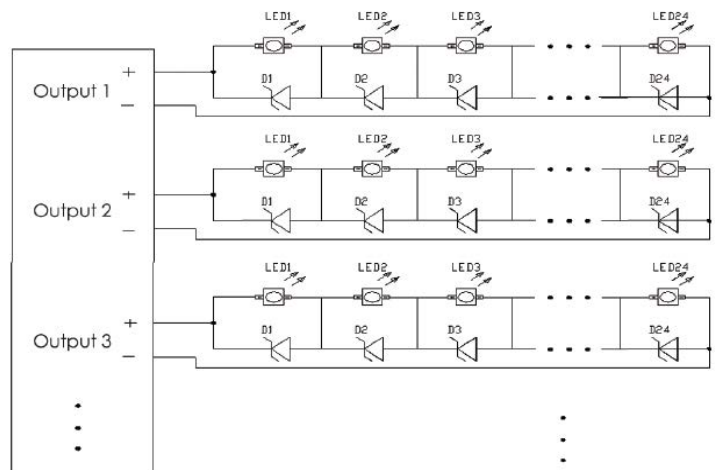 LED1 LED2 LED3 LED24
+
Output 1
−
D1 D2 D3 D24
LED1 LED2 LED3 LED24
+
Output 2
−
D1 D2 D3 D24
LED1 LED2 LED3 LED24
+
Output 3
−
D1 D2 D3 D24